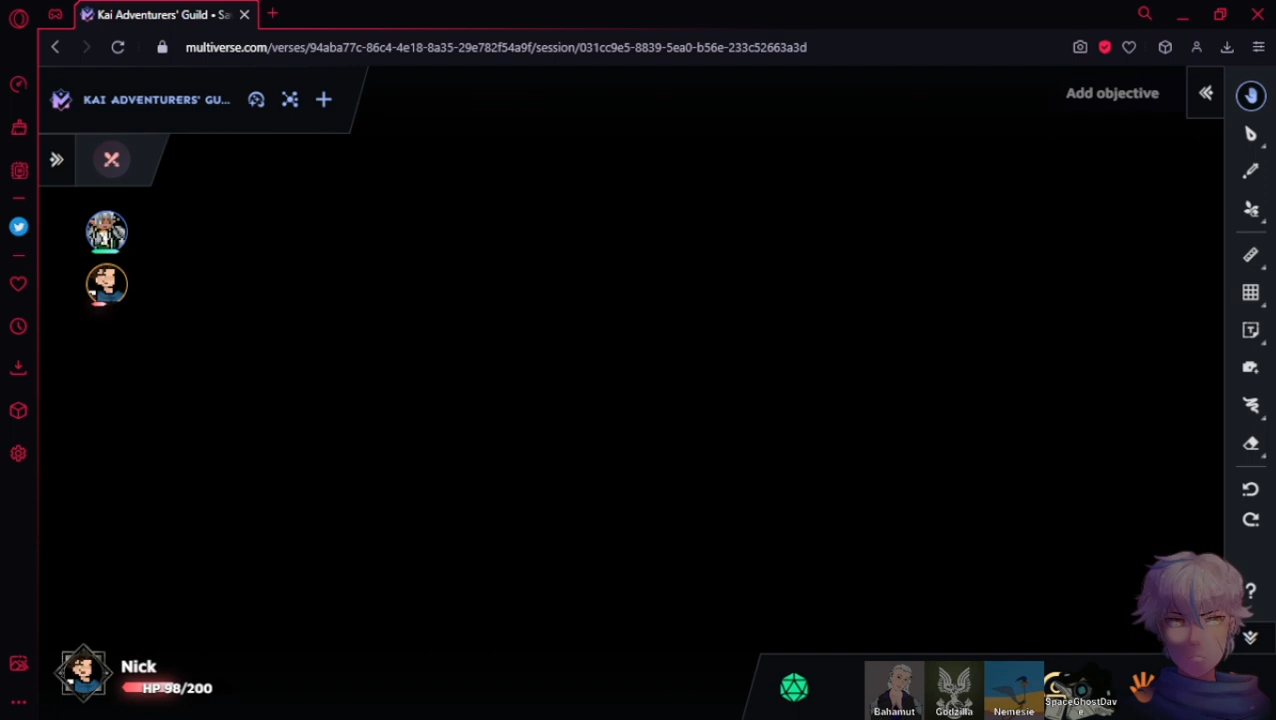 Kai Adventurers' Guild • Sa
multiverse.com/verses/94aba77c-86c4-4e18-8a35-29e782f54a9f/session/031cc9e5-8839-5ea0-b56e-233c52663a3d
KAI ADVENTURERS' GU...
Add objective
Nick
HP 98/200
Bahamut
Godzilla
Nemesie
SpaceGhostDav
e